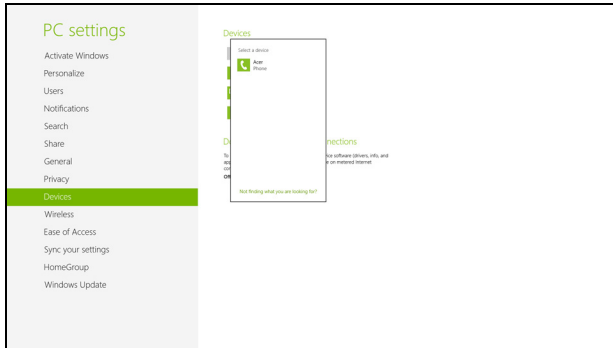 PC settings
Activate Windows
Personalize
Users
Notifications
Search
Share
General
Privacy
Devices
Wireless
Ease of Access
Sync your settings
HomeGroup
Windows Update
Devices
Select a device
Acer
Phone
Not finding what you are looking for?
nections
To
ice software (drivers, info, and
e on metered Internet